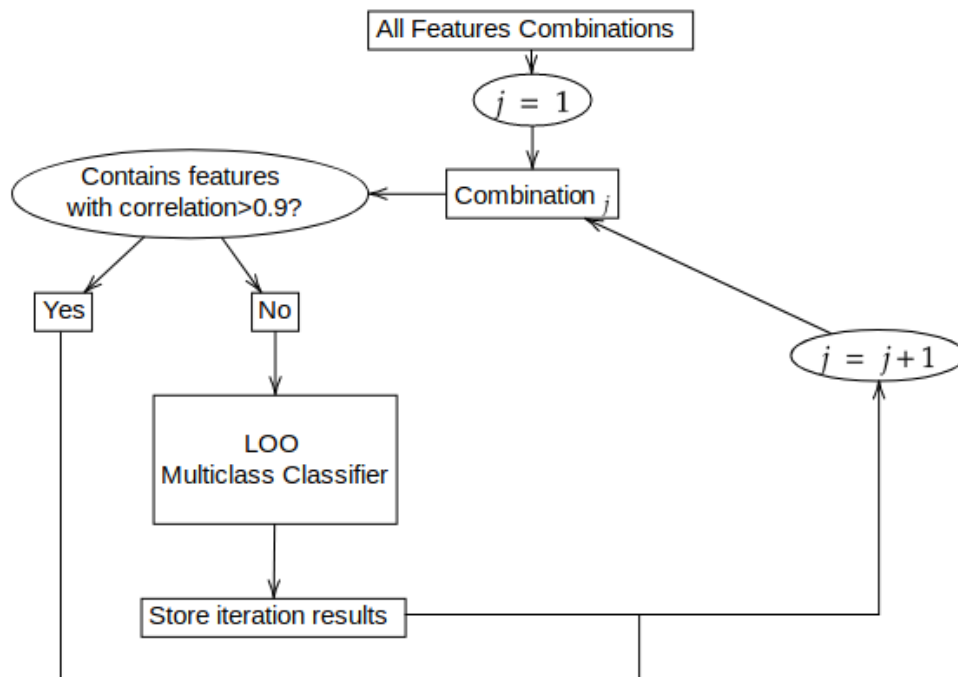 All Features Combinations
j = 1
Contains features
with correlation>0.9?
Combination j
Yes
No
j = j+1
LOO
Multiclass Classifier
Store iteration results